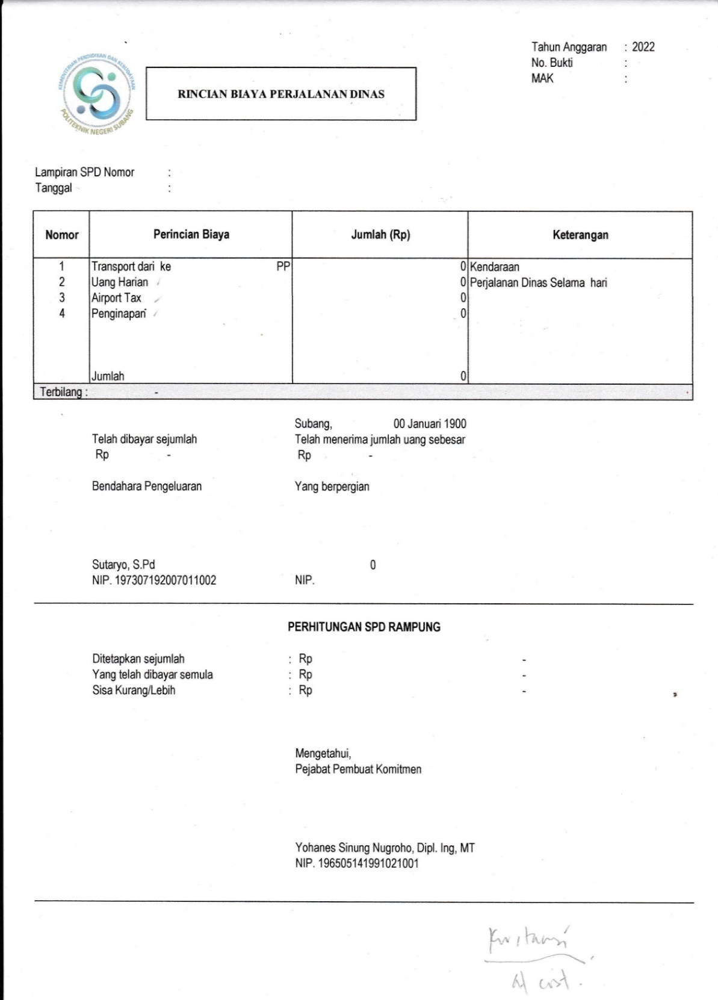 Tahun Anggaran : 2022
No. Bukti :
MAK :
KEMENTERIAN PENDIDIKAN DAN KEBUDAYAAN
POLITEKNIK NEGERI SUBANG
RINCIAN BIAYA PERJALANAN DINAS
Lampiran SPD Nomor :
Tanggal :
Nomor Perincian Biaya Jumlah (Rp) Keterangan
1 Transport dari ke PP 0 Kendaraan
2 Uang Harian 0 Perjalanan Dinas Selama hari
3 Airport Tax 0
4 Penginapan 0
Jumlah 0
Terbilang : -
Subang, 00 Januari 1900
Telah dibayar sejumlah Telah menerima jumlah uang sebesar
Rp - Rp -
Bendahara Pengeluaran Yang berpergian
Sutaryo, S.Pd 0
NIP. 197307192007011002 NIP.
PERHITUNGAN SPD RAMPUNG
Ditetapkan sejumlah : Rp -
Yang telah dibayar semula : Rp -
Sisa Kurang/Lebih : Rp -
Mengetahui,
Pejabat Pembuat Komitmen
Yohanes Sinung Nugroho, Dipl. Ing, MT
NIP. 196505141991021001
Kwitansi
at cost.